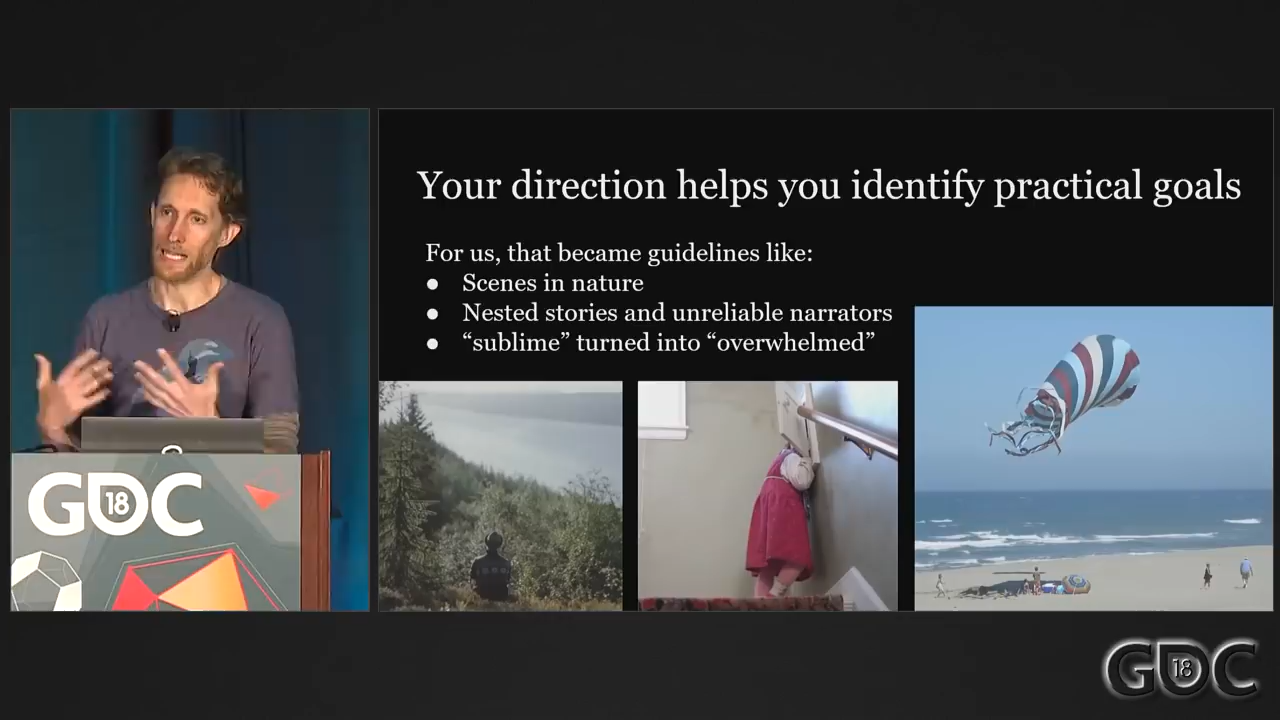 Your direction helps you identify practical goals
For us, that became guidelines like:
● Scenes in nature
● Nested stories and unreliable narrators
● “sublime” turned into “overwhelmed”
GDC 18
GDC 18